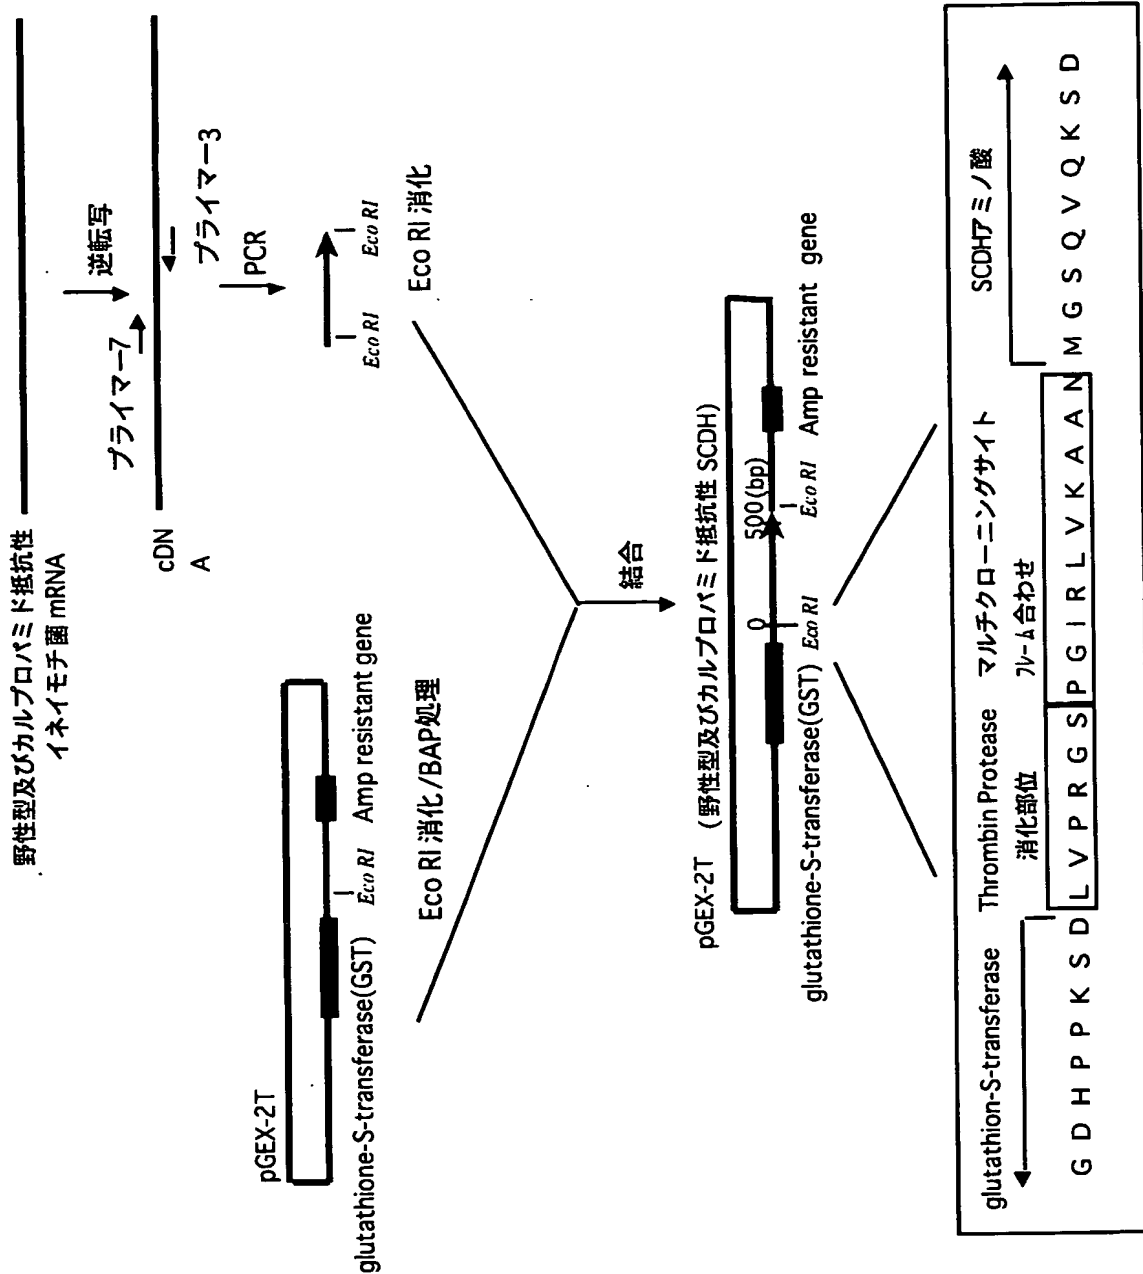 野性型及びカルプロパミド抵抗性
イネイモチ菌 mRNA
逆転写
プライマー7
cDN
A
プライマー3
PCR
Eco RI
Eco RI
Eco RI 消化
pGEX-2T
Eco RI
Amp resistant gene
glutathione-S-transferase(GST)
Eco RI 消化/BAP処理
結合
pGEX-2T （野性型及びカルプロパミド抵抗性 SCDH)
0
500(bp)
Eco RI
Eco RI
Amp resistant gene
glutathione-S-transferase(GST)
glutathion-S-transferase
Thrombin Protease
消化部位
マルチクローニングサイト
フレーム合わせ
SCDHアミノ酸
G D H P P K S D L V P R G S P G I R L V K A A N M G S Q V Q K S D